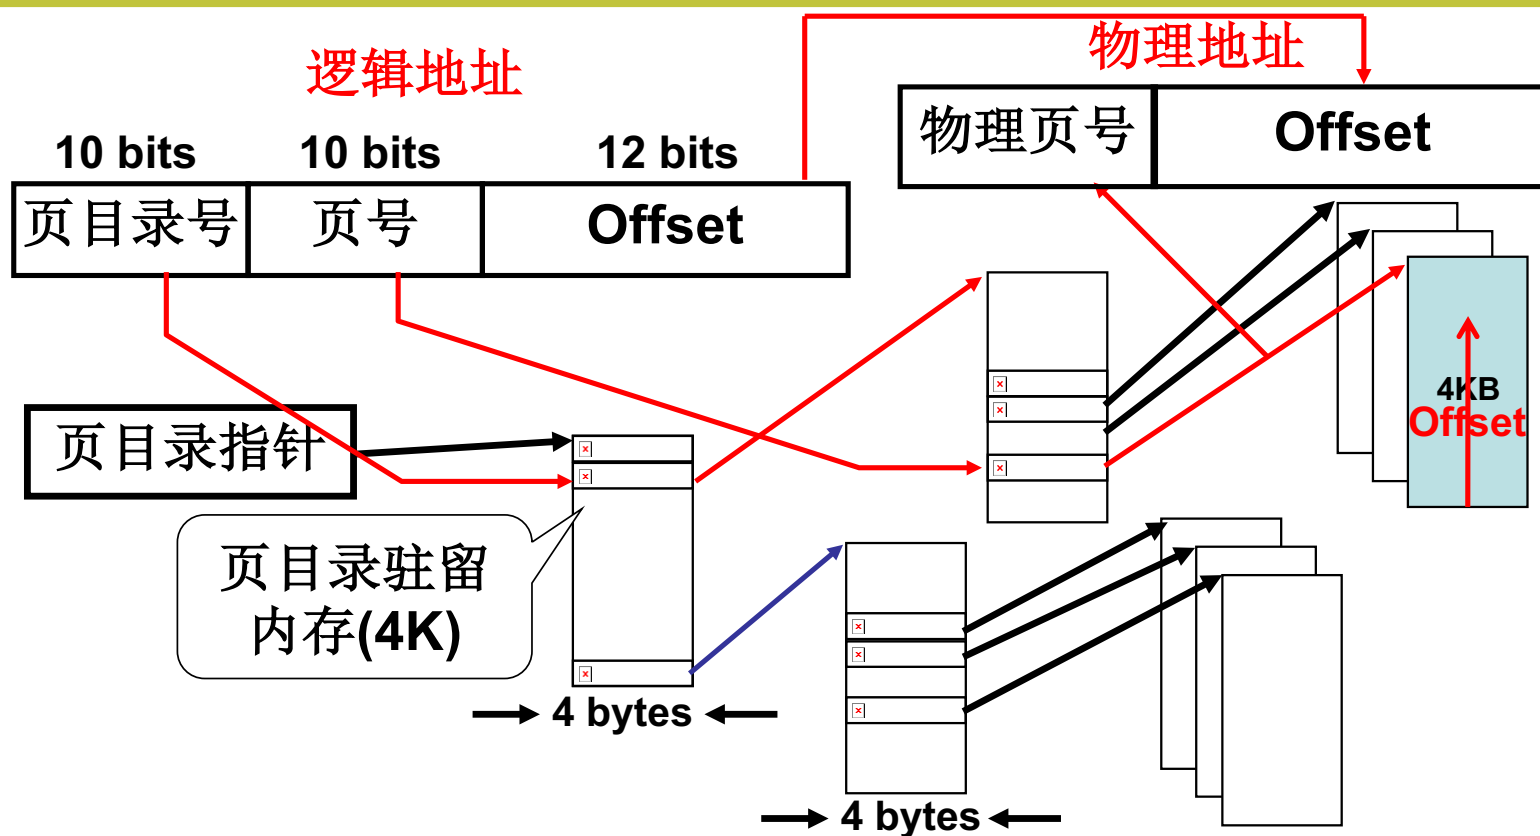 逻辑地址
物理地址
10 bits
10 bits
12 bits
页目录号
页号
Offset
物理页号
Offset
页目录指针
页目录驻留
内存(4K)
4KB
Offset
4 bytes
4 bytes